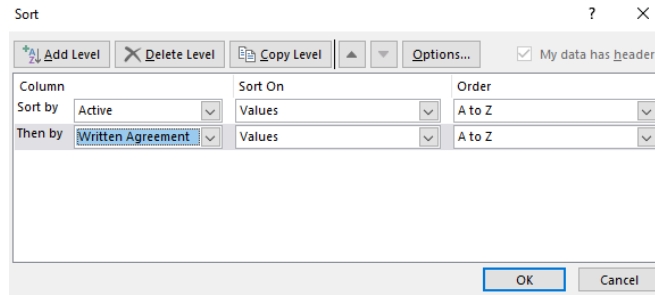 Sort ? X
Add Level Delete Level Copy Level Options... My data has header
Column Sort On Order
Sort by Active Values A to Z
Then by Written Agreement Values A to Z
OK Cancel